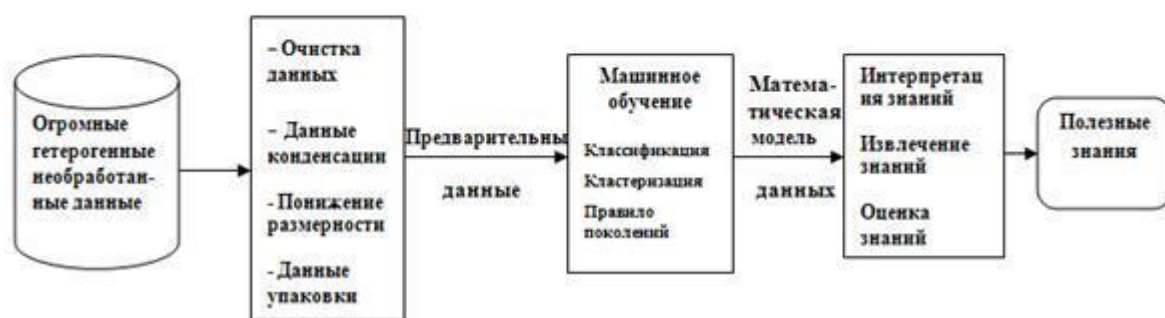 Огромные
гетерогенные
необработан-
ные данные
– Очистка
данных
– Данные
конденсации
- Понижение
размерности
- Данные
упаковки
Предварительны
данные
Машинное
обучение
Классификация
Кластеризация
Правило
поколений
Матема-
тическая
модель
данных
Интерпретац
ия знаний
Извлечение
знаний
Оценка
знаний
Полезные
знания